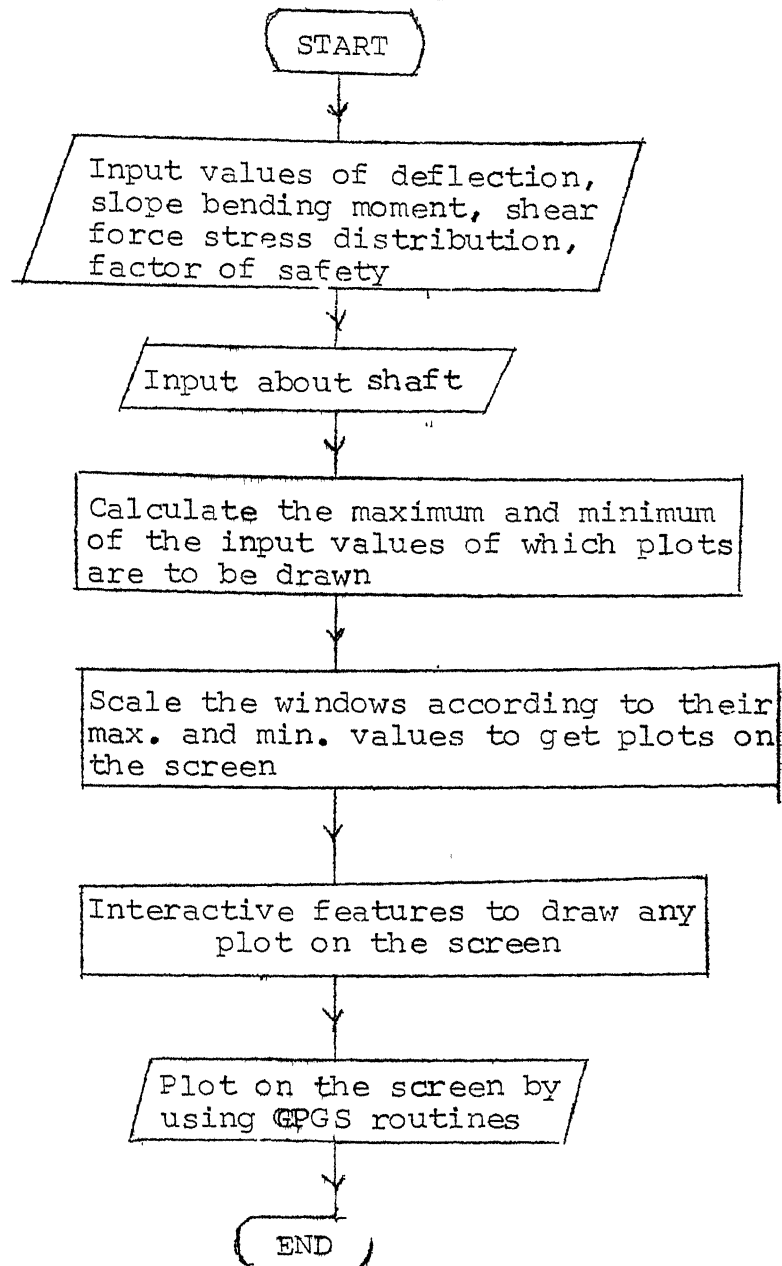 START
Input values of deflection,
slope bending moment, shear
force stress distribution,
factor of safety
Input about shaft
Calculate the maximum and minimum
of the input values of which plots
are to be drawn
Scale the windows according to their
max. and min. values to get plots on
the screen
Interactive features to draw any
plot on the screen
Plot on the screen by
using GPGS routines
END